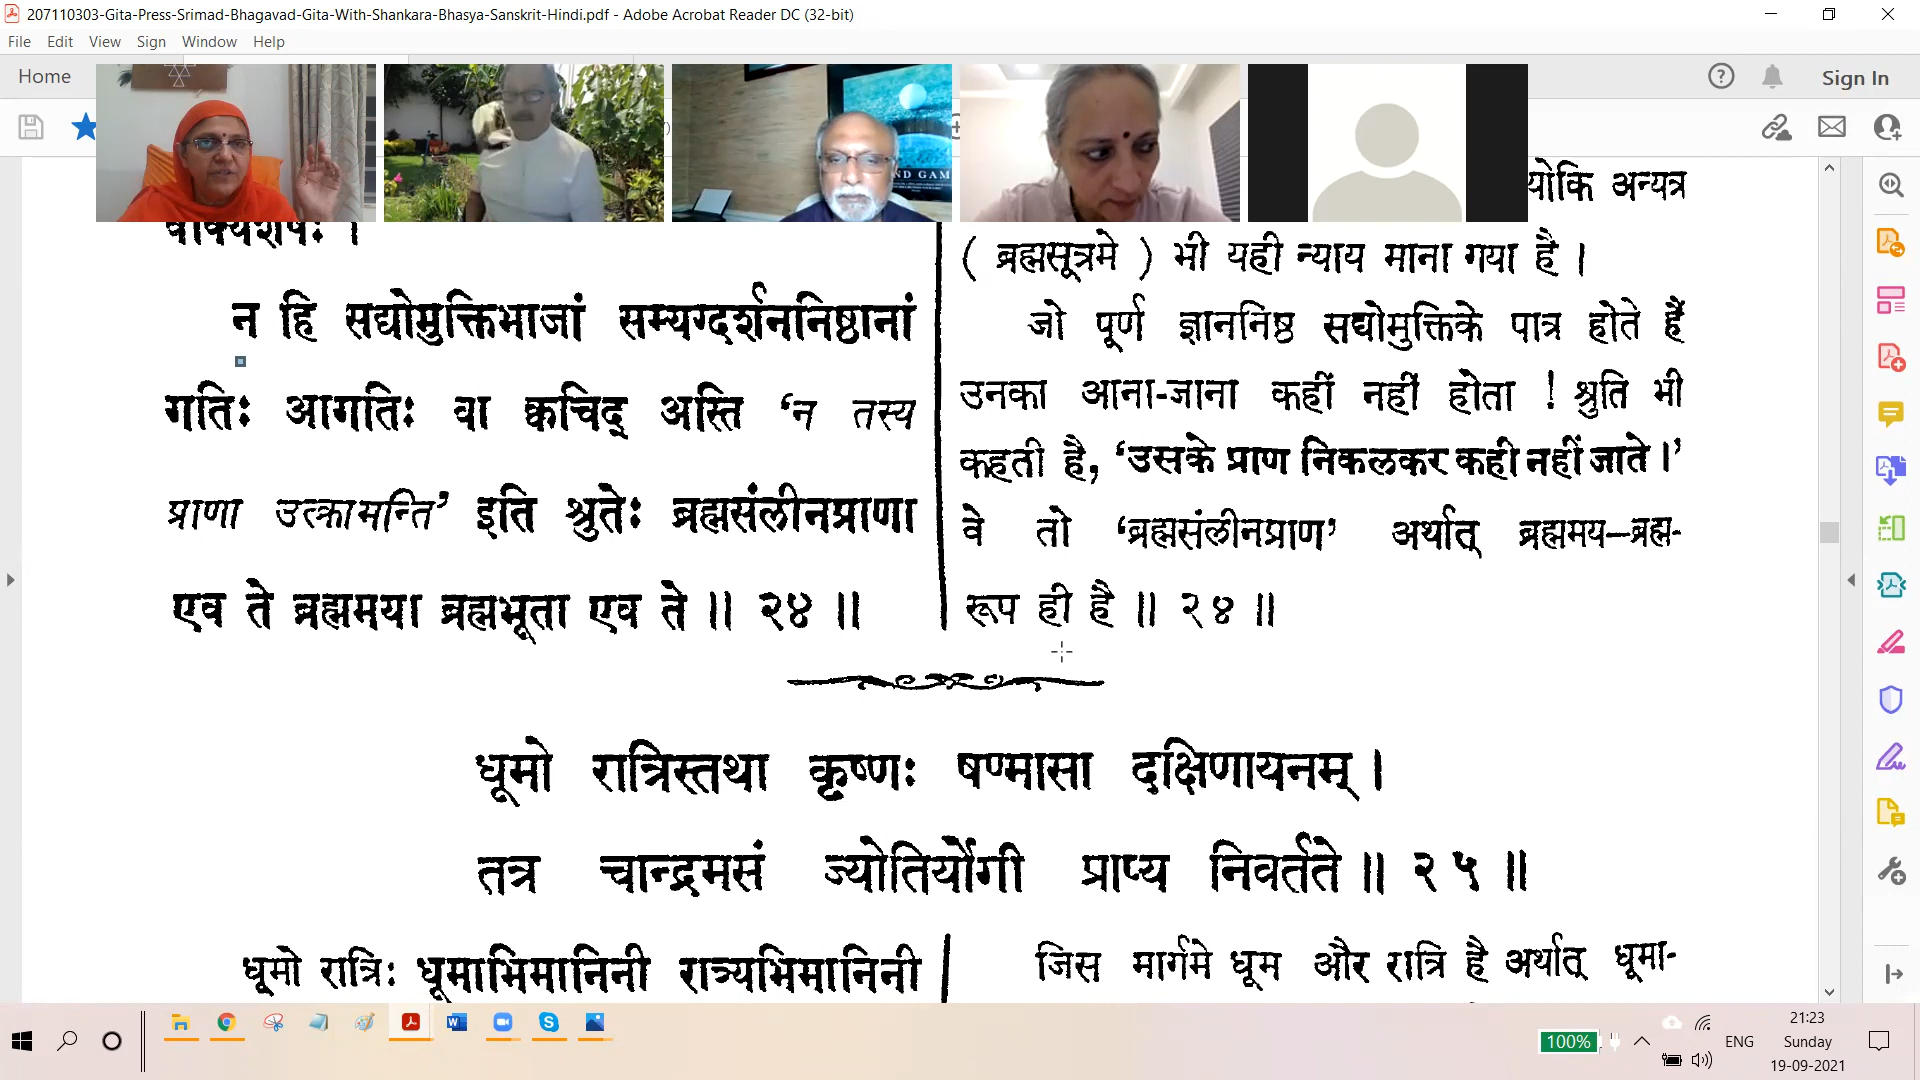 207110303-Gita-Press-Srimad-Bhagavad-Gita-With-Shankara-Bhasya-Sanskrit-Hindi.pdf - Adobe Acrobat Reader DC (32-bit)
File Edit View Sign Window Help
Home
Sign In
ND GAM
वाक्यशेषः ।
न हि सद्योमुक्तिभाजां सम्यग्दर्शननिष्ठानां
गतिः आगतिः वा क्वचिद् अस्ति ‘न तस्य
प्राणा उत्क्रामन्ति’ इति श्रुतेः ब्रह्मसंलीनप्राणा
एव ते ब्रह्ममया ब्रह्मभूता एव ते ॥ २४ ॥
योकि अन्यत्र
( ब्रह्मसूत्रमे ) भी यही न्याय माना गया है ।
जो पूर्ण ज्ञाननिष्ठ सद्योमुक्तिके पात्र होते हैं
उनका आना-जाना कहीं नहीं होता ! श्रुति भी
कहती है, ‘उसके प्राण निकलकर कही नहीं जाते ।’
वे तो ‘ब्रह्मसंलीनप्राण’ अर्थात् ब्रह्ममय—ब्रह्म-
रूप ही है ॥ २४ ॥
धूमो रात्रिस्तथा कृष्णः षण्मासा दक्षिणायनम् ।
तत्र चान्द्रमसं ज्योतिर्योगी प्राप्य निवर्तते ॥ २५ ॥
धूमो रात्रिः धूमाभिमानिनी रात्र्यभिमानिनी
जिस मार्गमे धूम और रात्रि है अर्थात् धूमा-
100%
ENG
21:23
Sunday
19-09-2021